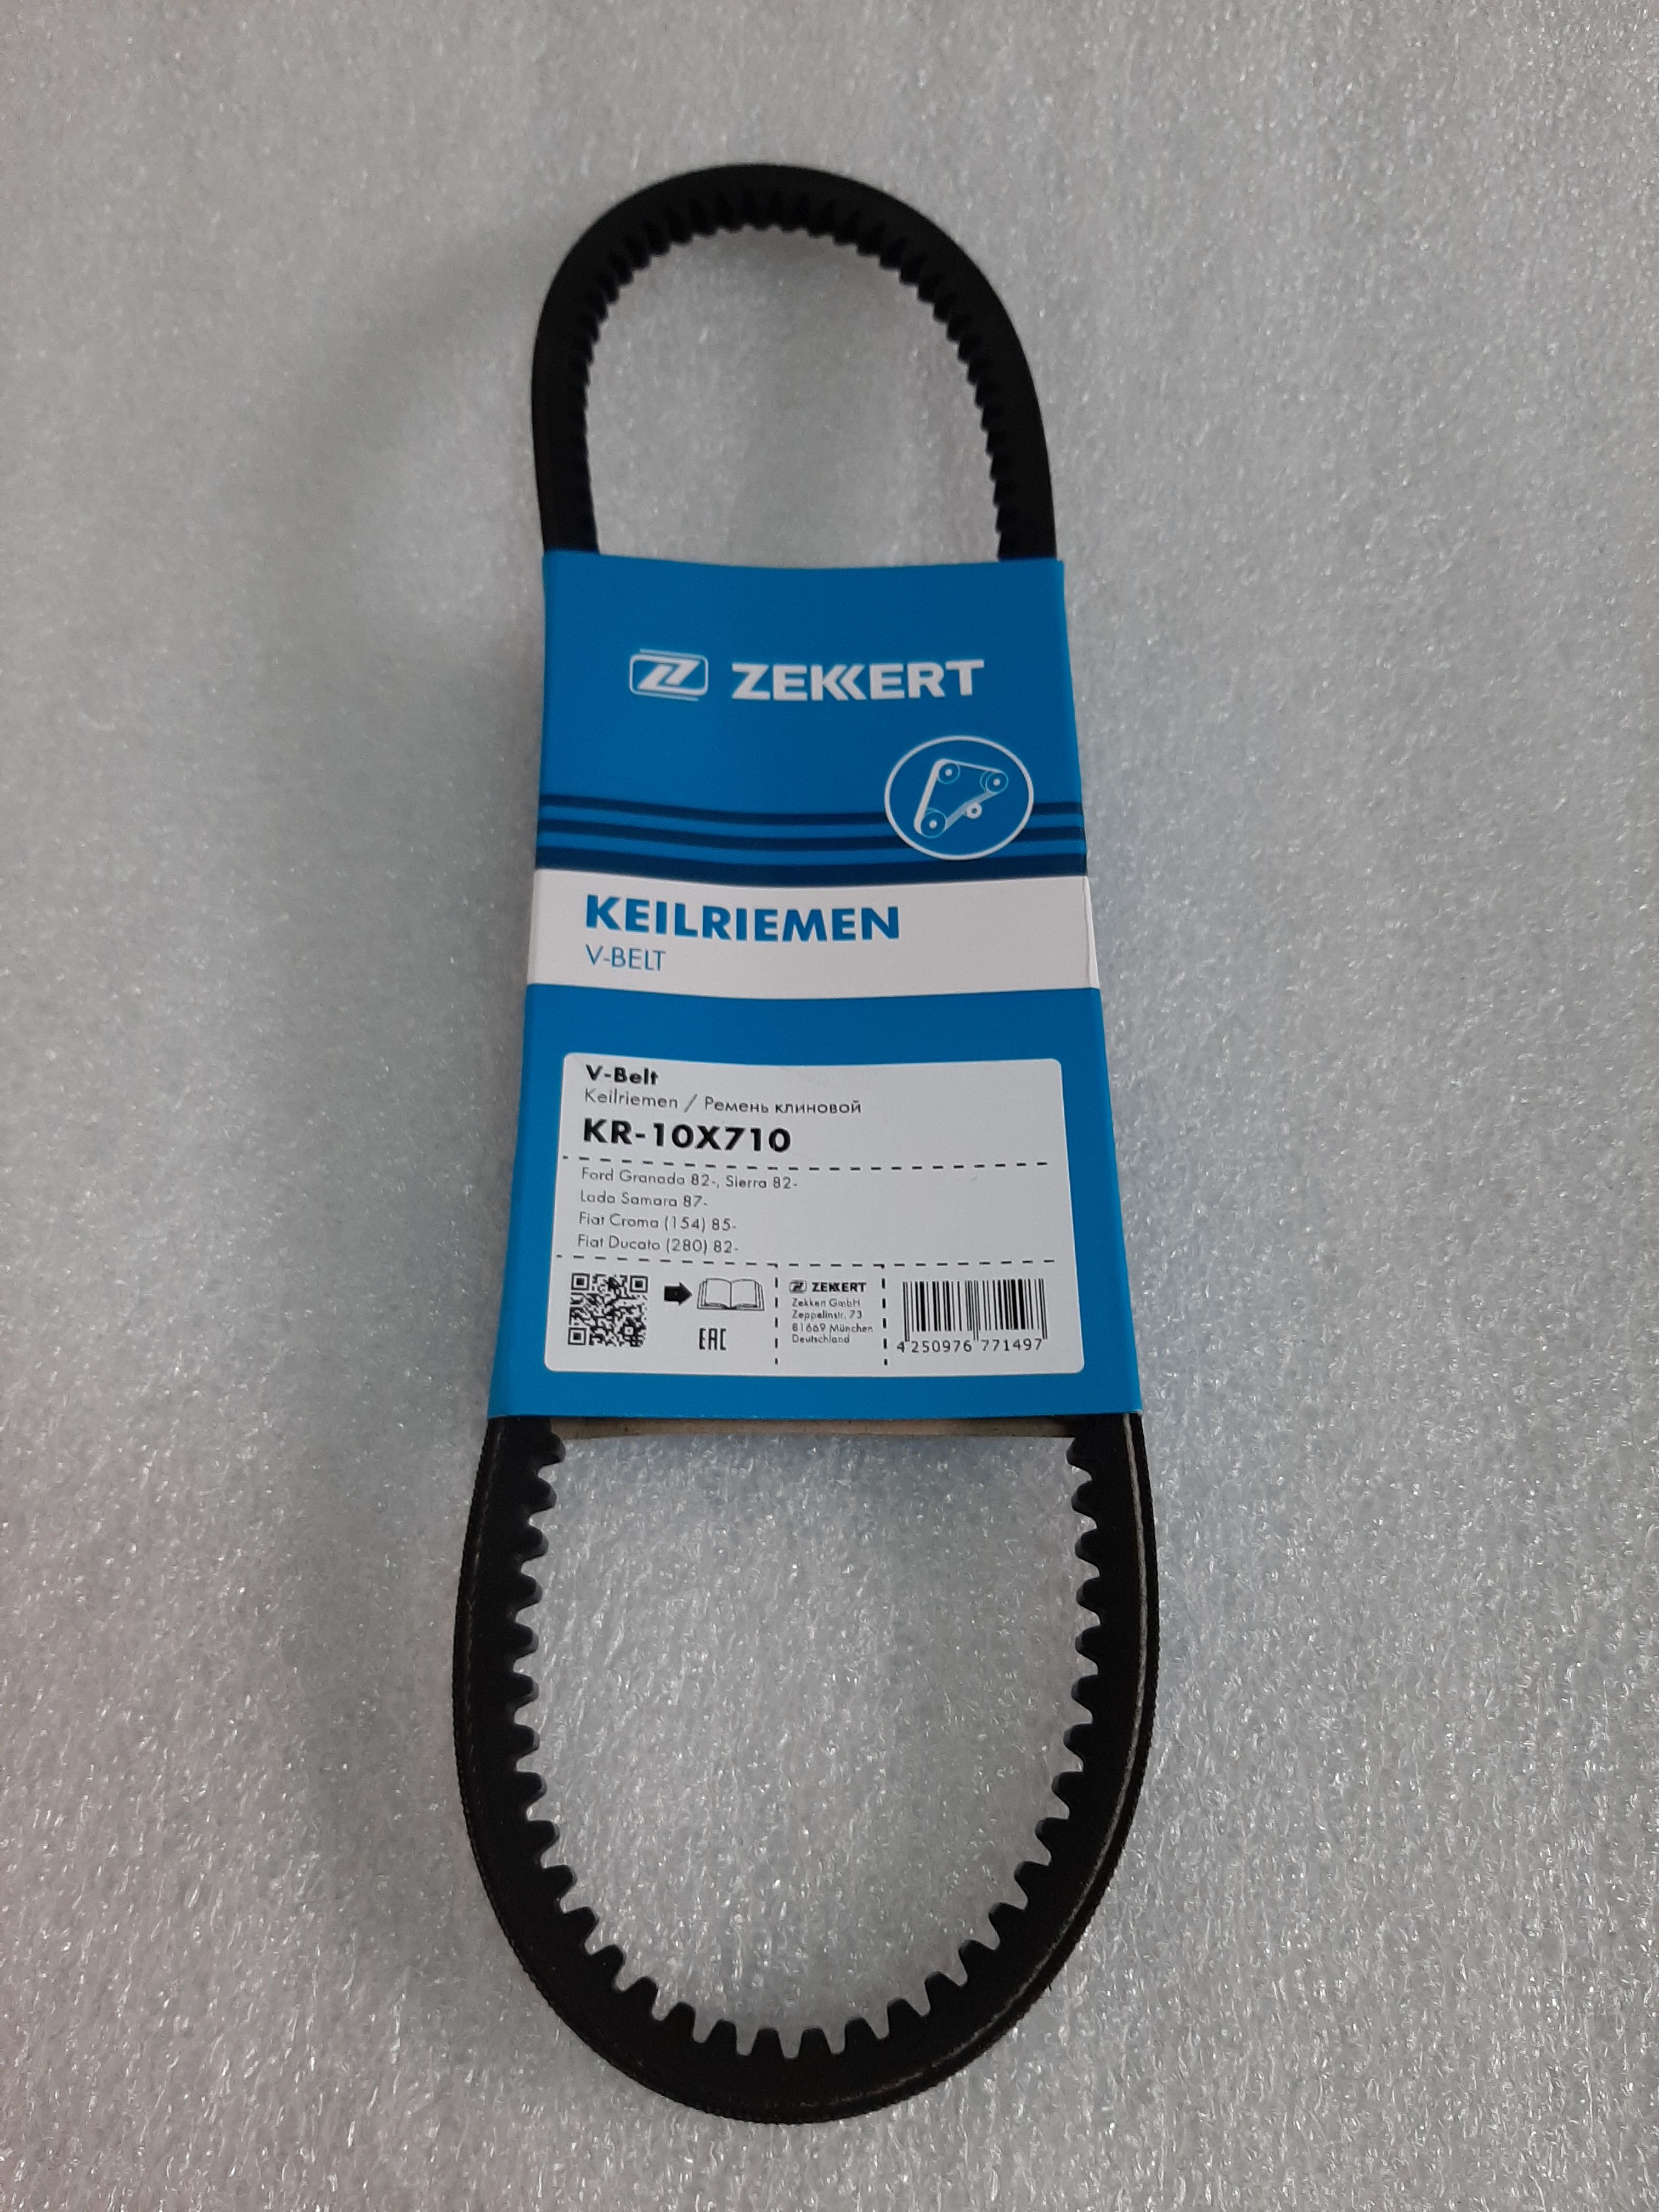 ZEKKERT
KEILRIEMEN
V-BELT
V-Belt
Keilriemen / Ремень клиновой
KR-10X710
Ford Granada 82-, Sierra 82-
Lada Samara 87-
Fiat Croma (154) 85-
Fiat Ducato (280) 82-
EAC
ZEKKERT
Zekkert GmbH
Zeppelinstr. 73
81669 München
Deutschland
4 250976 771497